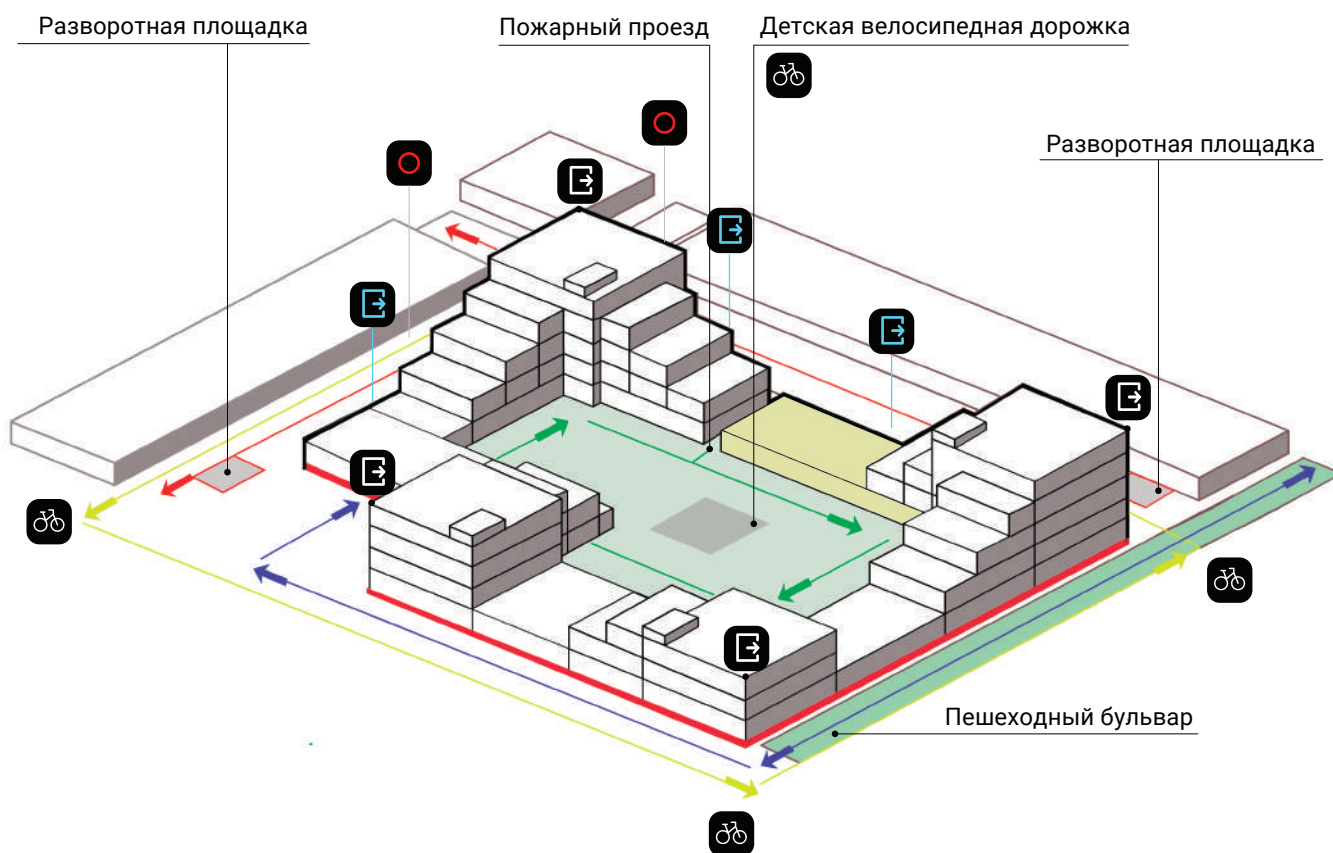 Разворотная площадка
Пожарный проезд
Детская велосипедная дорожка
Разворотная площадка
Пешеходный бульвар